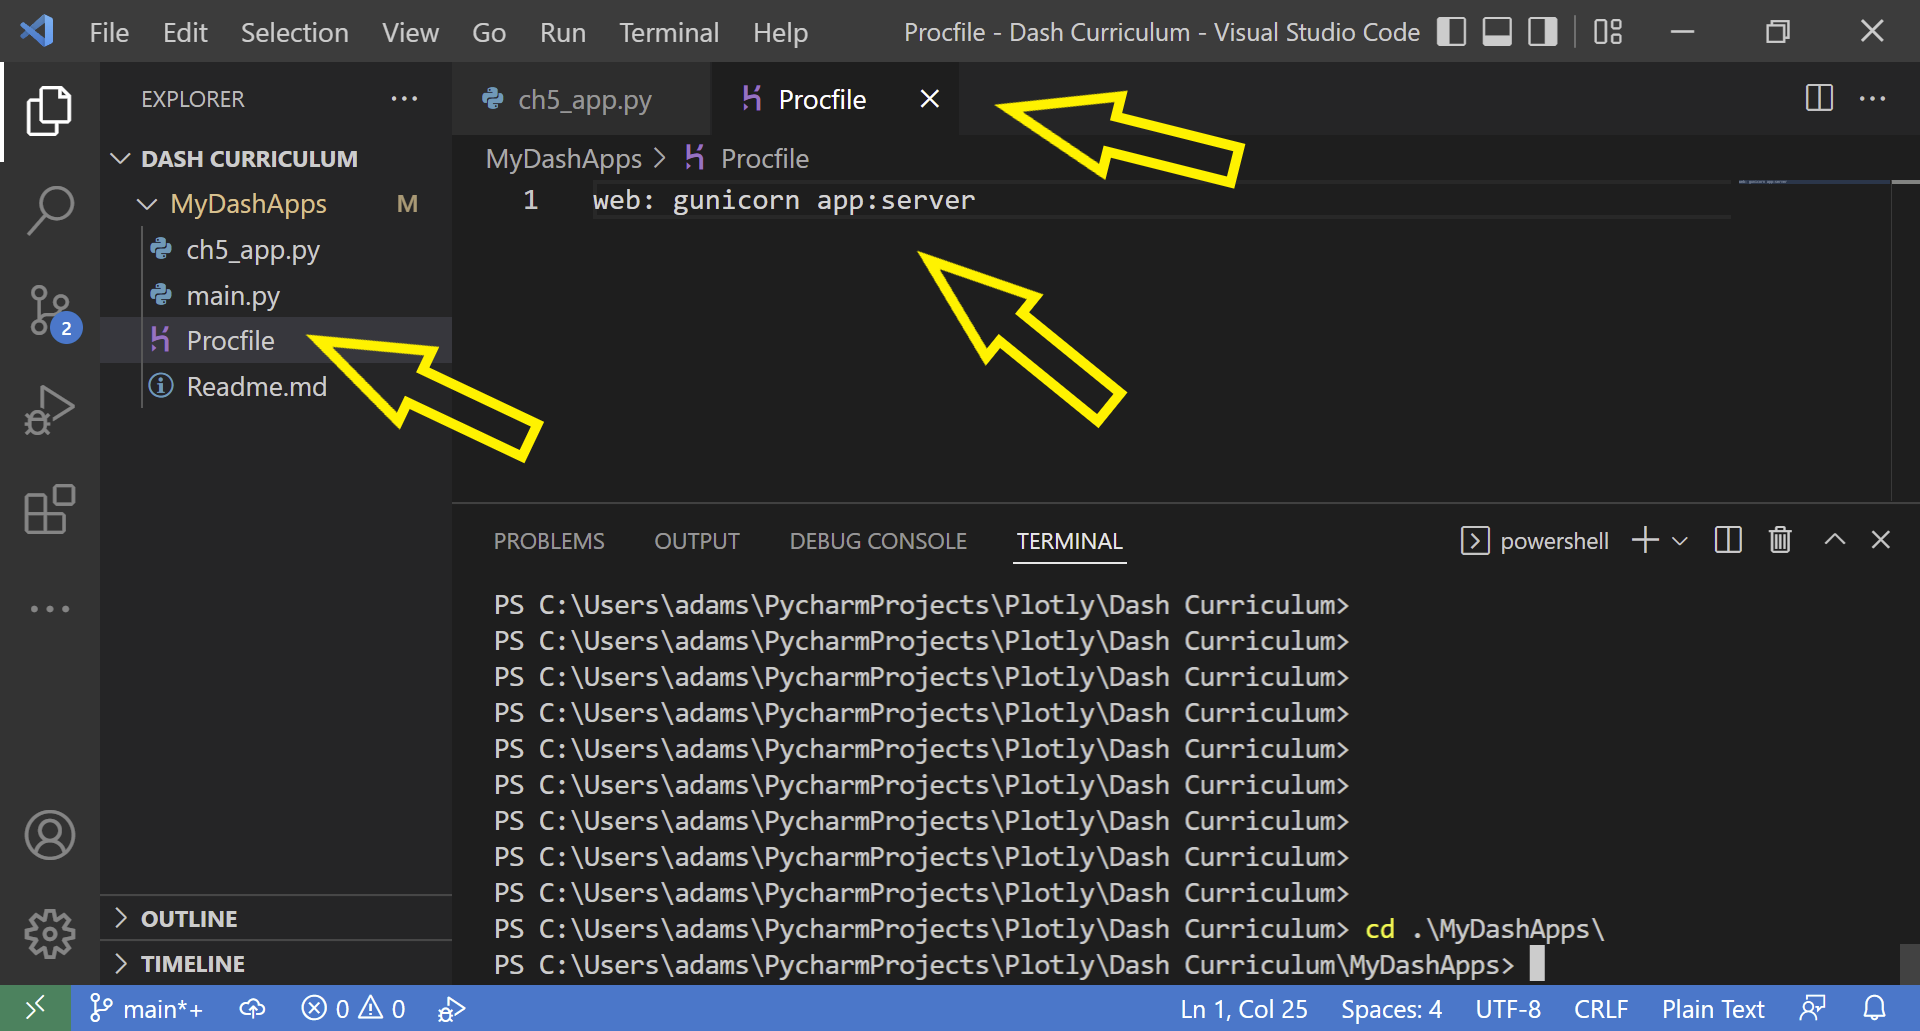 File Edit Selection View Go Run Terminal Help Procfile - Dash Curriculum - Visual Studio Code
EXPLORER
DASH CURRICULUM
MyDashApps M
ch5_app.py
main.py
Procfile
Readme.md
2
OUTLINE
TIMELINE
ch5_app.py Procfile
MyDashApps > Procfile
1 web: gunicorn app:server
PROBLEMS OUTPUT DEBUG CONSOLE TERMINAL powershell
PS C:\Users\adams\PycharmProjects\Plotly\Dash Curriculum>
PS C:\Users\adams\PycharmProjects\Plotly\Dash Curriculum>
PS C:\Users\adams\PycharmProjects\Plotly\Dash Curriculum>
PS C:\Users\adams\PycharmProjects\Plotly\Dash Curriculum>
PS C:\Users\adams\PycharmProjects\Plotly\Dash Curriculum>
PS C:\Users\adams\PycharmProjects\Plotly\Dash Curriculum>
PS C:\Users\adams\PycharmProjects\Plotly\Dash Curriculum>
PS C:\Users\adams\PycharmProjects\Plotly\Dash Curriculum>
PS C:\Users\adams\PycharmProjects\Plotly\Dash Curriculum>
PS C:\Users\adams\PycharmProjects\Plotly\Dash Curriculum> cd .\MyDashApps\
PS C:\Users\adams\PycharmProjects\Plotly\Dash Curriculum\MyDashApps>
main*+ 0 0 Ln 1, Col 25 Spaces: 4 UTF-8 CRLF Plain Text